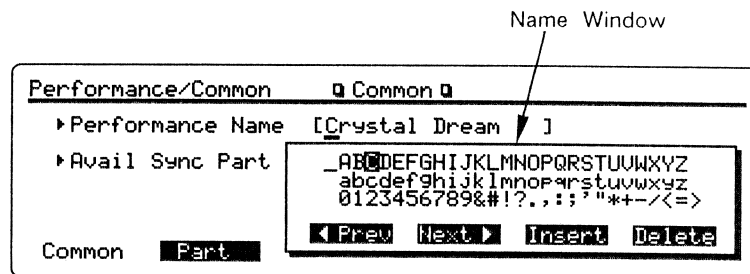 Name Window
Performance/Common Common
Performance Name [Crystal Dream ]
Avail Sync Part
_ABCDEFGHIJKLMNOPQRSTUVWXYZ
abcdefghijklmnopqrstuvwxyz
0123456789&#!?.,:;'"*+-/<=>
Prev Next Insert Delete
Common Part